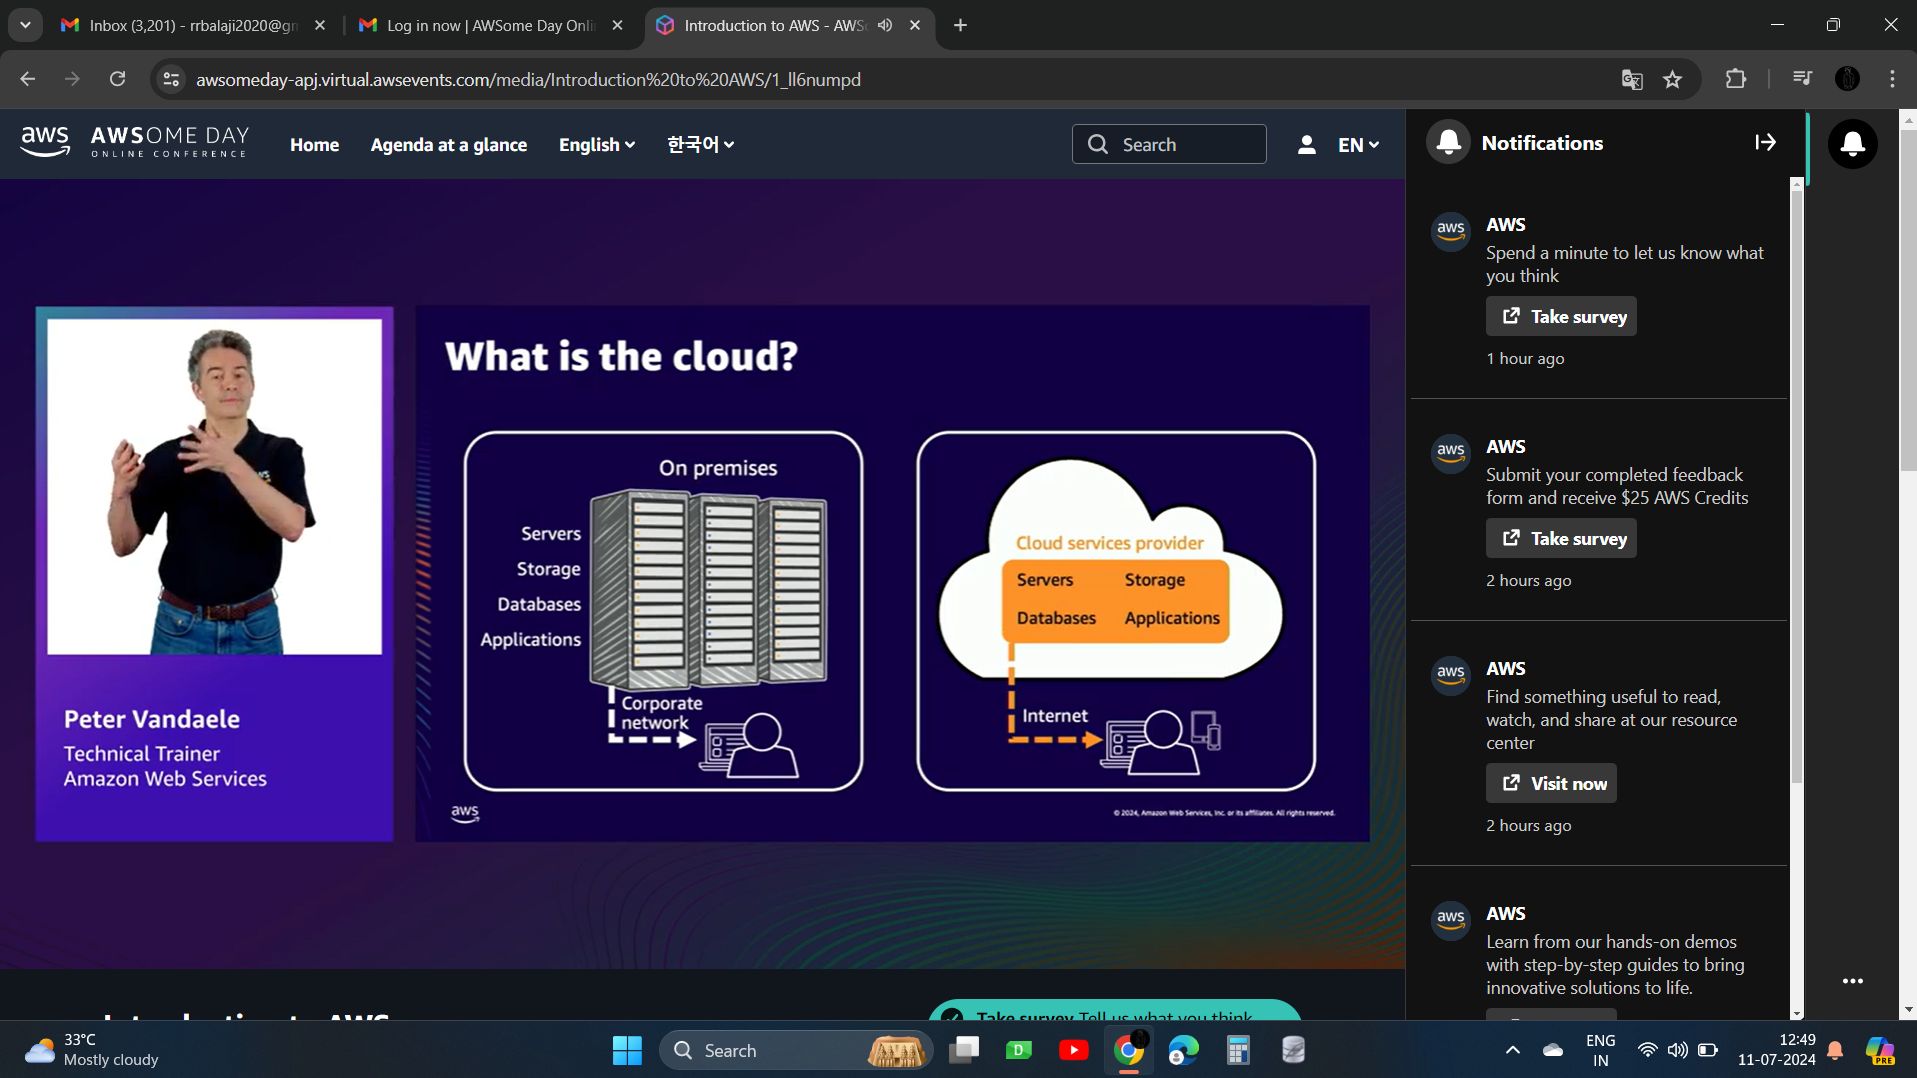 Inbox (3,201) - rrbalaji2020@gm
Log in now | AWSome Day Onli
Introduction to AWS - AWSo
awsomeday-apj.virtual.awsevents.com/media/Introduction%20to%20AWS/1_ll6numpd
aws
AWSOME DAY
ONLINE CONFERENCE
Home
Agenda at a glance
English
한국어
Search
EN
Notifications
What is the cloud?
On premises
Servers
Storage
Databases
Applications
Corporate
network
Cloud services provider
Servers Storage
Databases Applications
Internet
aws
© 2024, Amazon Web Services, Inc. or its affiliates. All rights reserved.
Peter Vandaele
Technical Trainer
Amazon Web Services
aws
AWS
Spend a minute to let us know what
you think
Take survey
1 hour ago
aws
AWS
Submit your completed feedback
form and receive $25 AWS Credits
Take survey
2 hours ago
aws
AWS
Find something useful to read,
watch, and share at our resource
center
Visit now
2 hours ago
aws
AWS
Learn from our hands-on demos
with step-by-step guides to bring
innovative solutions to life.
Introduction to AWS
Take survey Tell us what you think
33°C
Mostly cloudy
Search
D
ENG
IN
12:49
11-07-2024
PRE